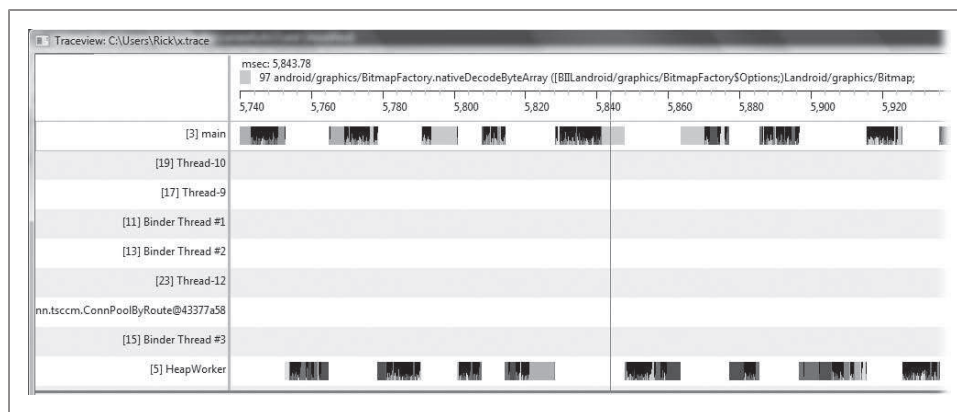 Traceview: C:\Users\Rick\x.trace
msec: 5,843.78
97 android/graphics/BitmapFactory.nativeDecodeByteArray ([BIILandroid/graphics/BitmapFactory$Options;)Landroid/graphics/Bitmap;
5,740 5,760 5,780 5,800 5,820 5,840 5,860 5,880 5,900 5,920
[3] main
[19] Thread-10
[17] Thread-9
[11] Binder Thread #1
[13] Binder Thread #2
[23] Thread-12
nn.tsccm.ConnPoolByRoute@43377a58
[15] Binder Thread #3
[5] HeapWorker